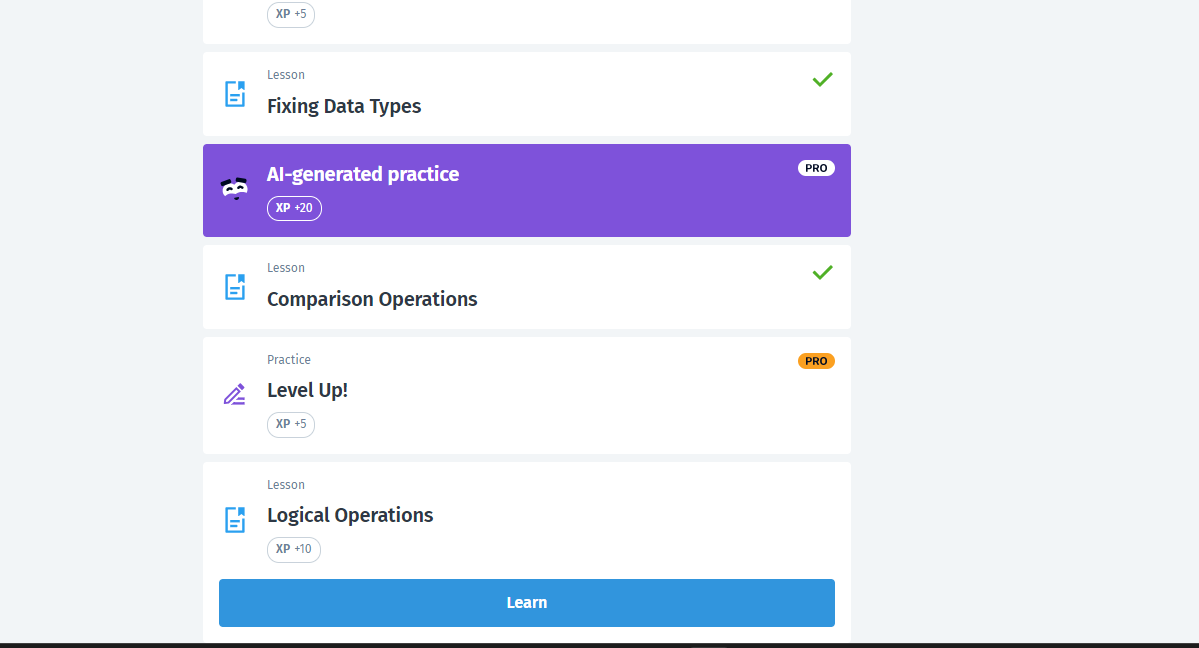 XP +5
Lesson
Fixing Data Types
AI-generated practice
PRO
XP +20
Lesson
Comparison Operations
Practice
PRO
Level Up!
XP +5
Lesson
Logical Operations
XP +10
Learn